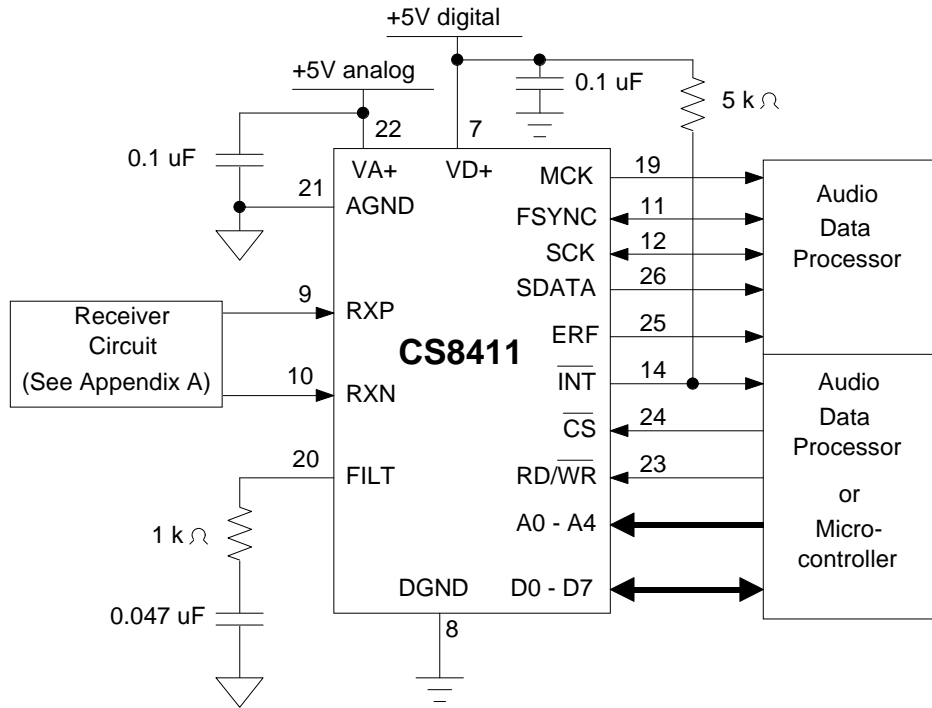 +5V digital
+5V analog
0.1 uF
5 k Ω
22
7
0.1 uF
VA+
VD+
MCK
19
21
AGND
FSYNC
11
SCK
12
SDATA
26
Audio
Data
Processor
9
RXP
Receiver
Circuit
(See Appendix A)
CS8411
ERF
25
10
RXN
INT
14
CS
24
RD/WR
23
Audio
Data
Processor
or
Micro-
controller
20
FILT
A0 - A4
1 k Ω
DGND
D0 - D7
0.047 uF
8